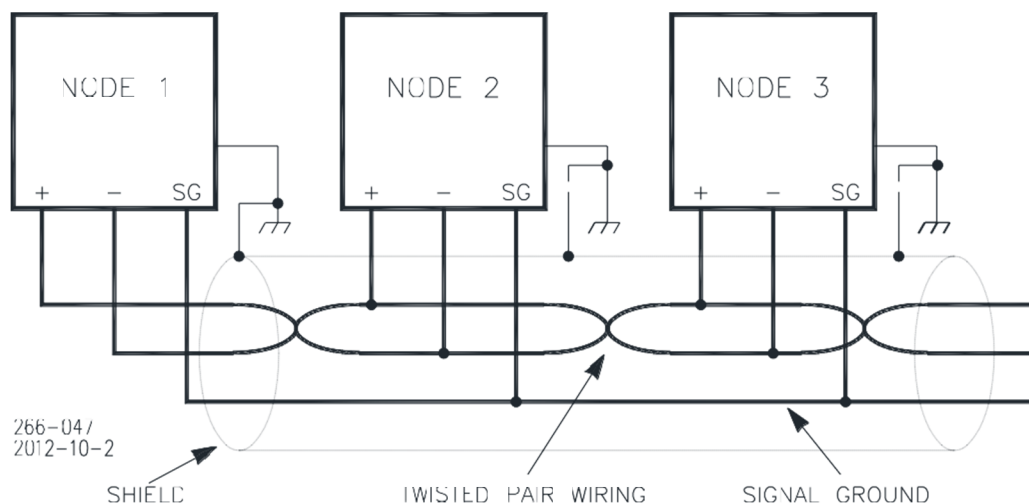 NODE 1
NODE 2
NODE 3
+ − SG
+ − SG
+ − SG
266-047
2012-10-2
SHIELD
TWISTED PAIR WIRING
SIGNAL GROUND